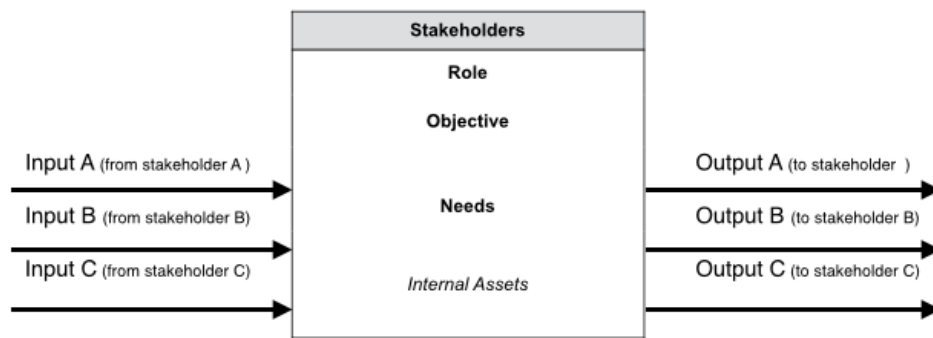 Stakeholders
Role
Objective
Input A (from stakeholder A )
Output A (to stakeholder  )
Input B (from stakeholder B)
Needs
Output B (to stakeholder B)
Input C (from stakeholder C)
Output C (to stakeholder C)
Internal Assets